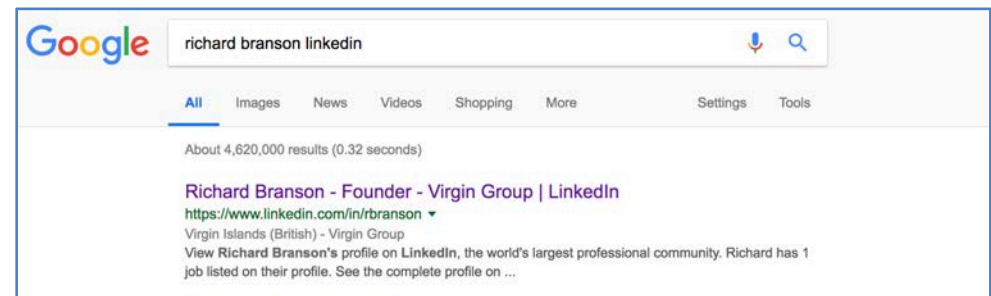 Google richard branson linkedin
All Images News Videos Shopping More Settings Tools
About 4,620,000 results (0.32 seconds)
Richard Branson - Founder - Virgin Group | LinkedIn
https://www.linkedin.com/in/rbranson
Virgin Islands (British) - Virgin Group
View Richard Branson's profile on LinkedIn, the world's largest professional community. Richard has 1
job listed on their profile. See the complete profile on ...